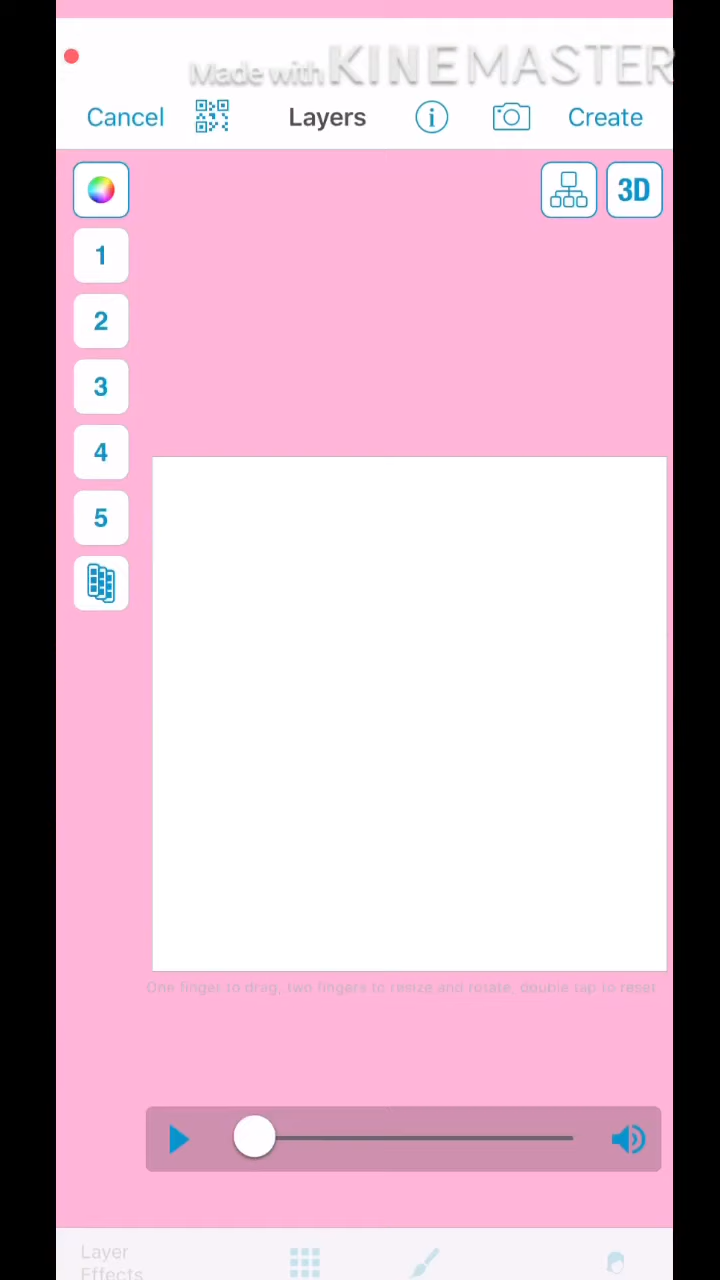 Made with KINEMASTER
Cancel Layers Create
3D
1
2
3
4
5
One finger to drag, two fingers to resize and rotate, double tap to reset
Layer
Effects